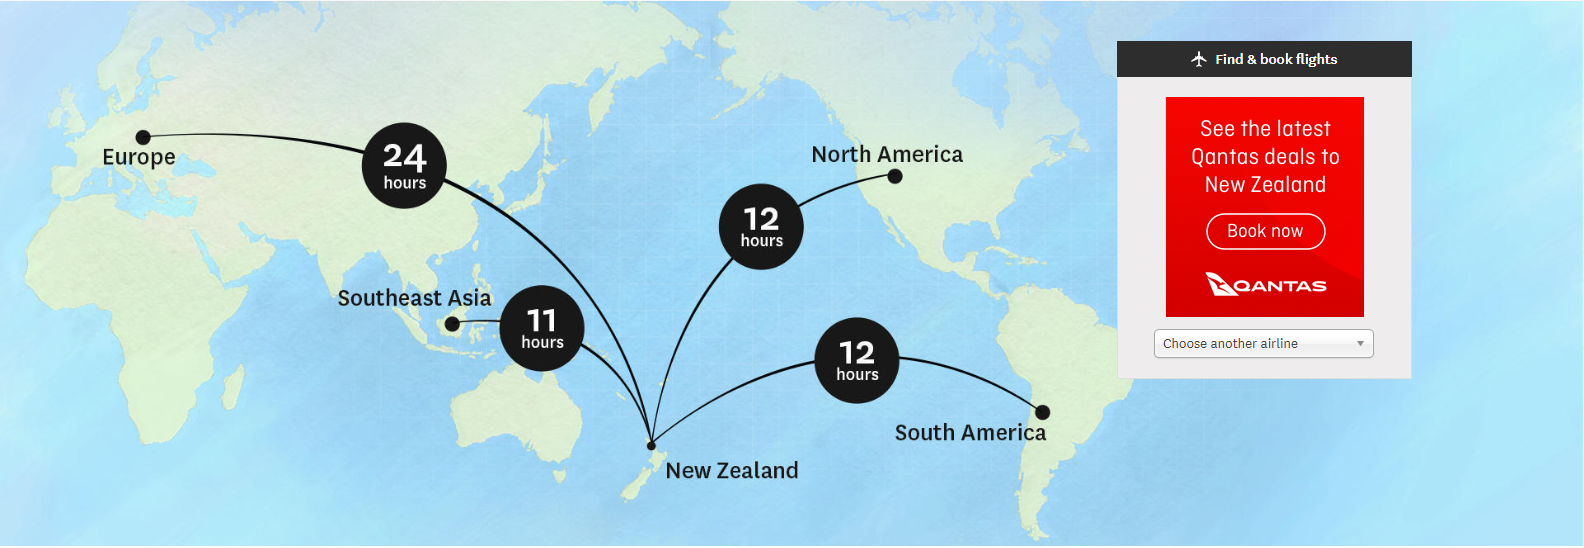 Find & book flights
See the latest
Qantas deals to
New Zealand
Book now
QANTAS
Choose another airline
Europe
24
hours
North America
12
hours
Southeast Asia
11
hours
12
hours
South America
New Zealand